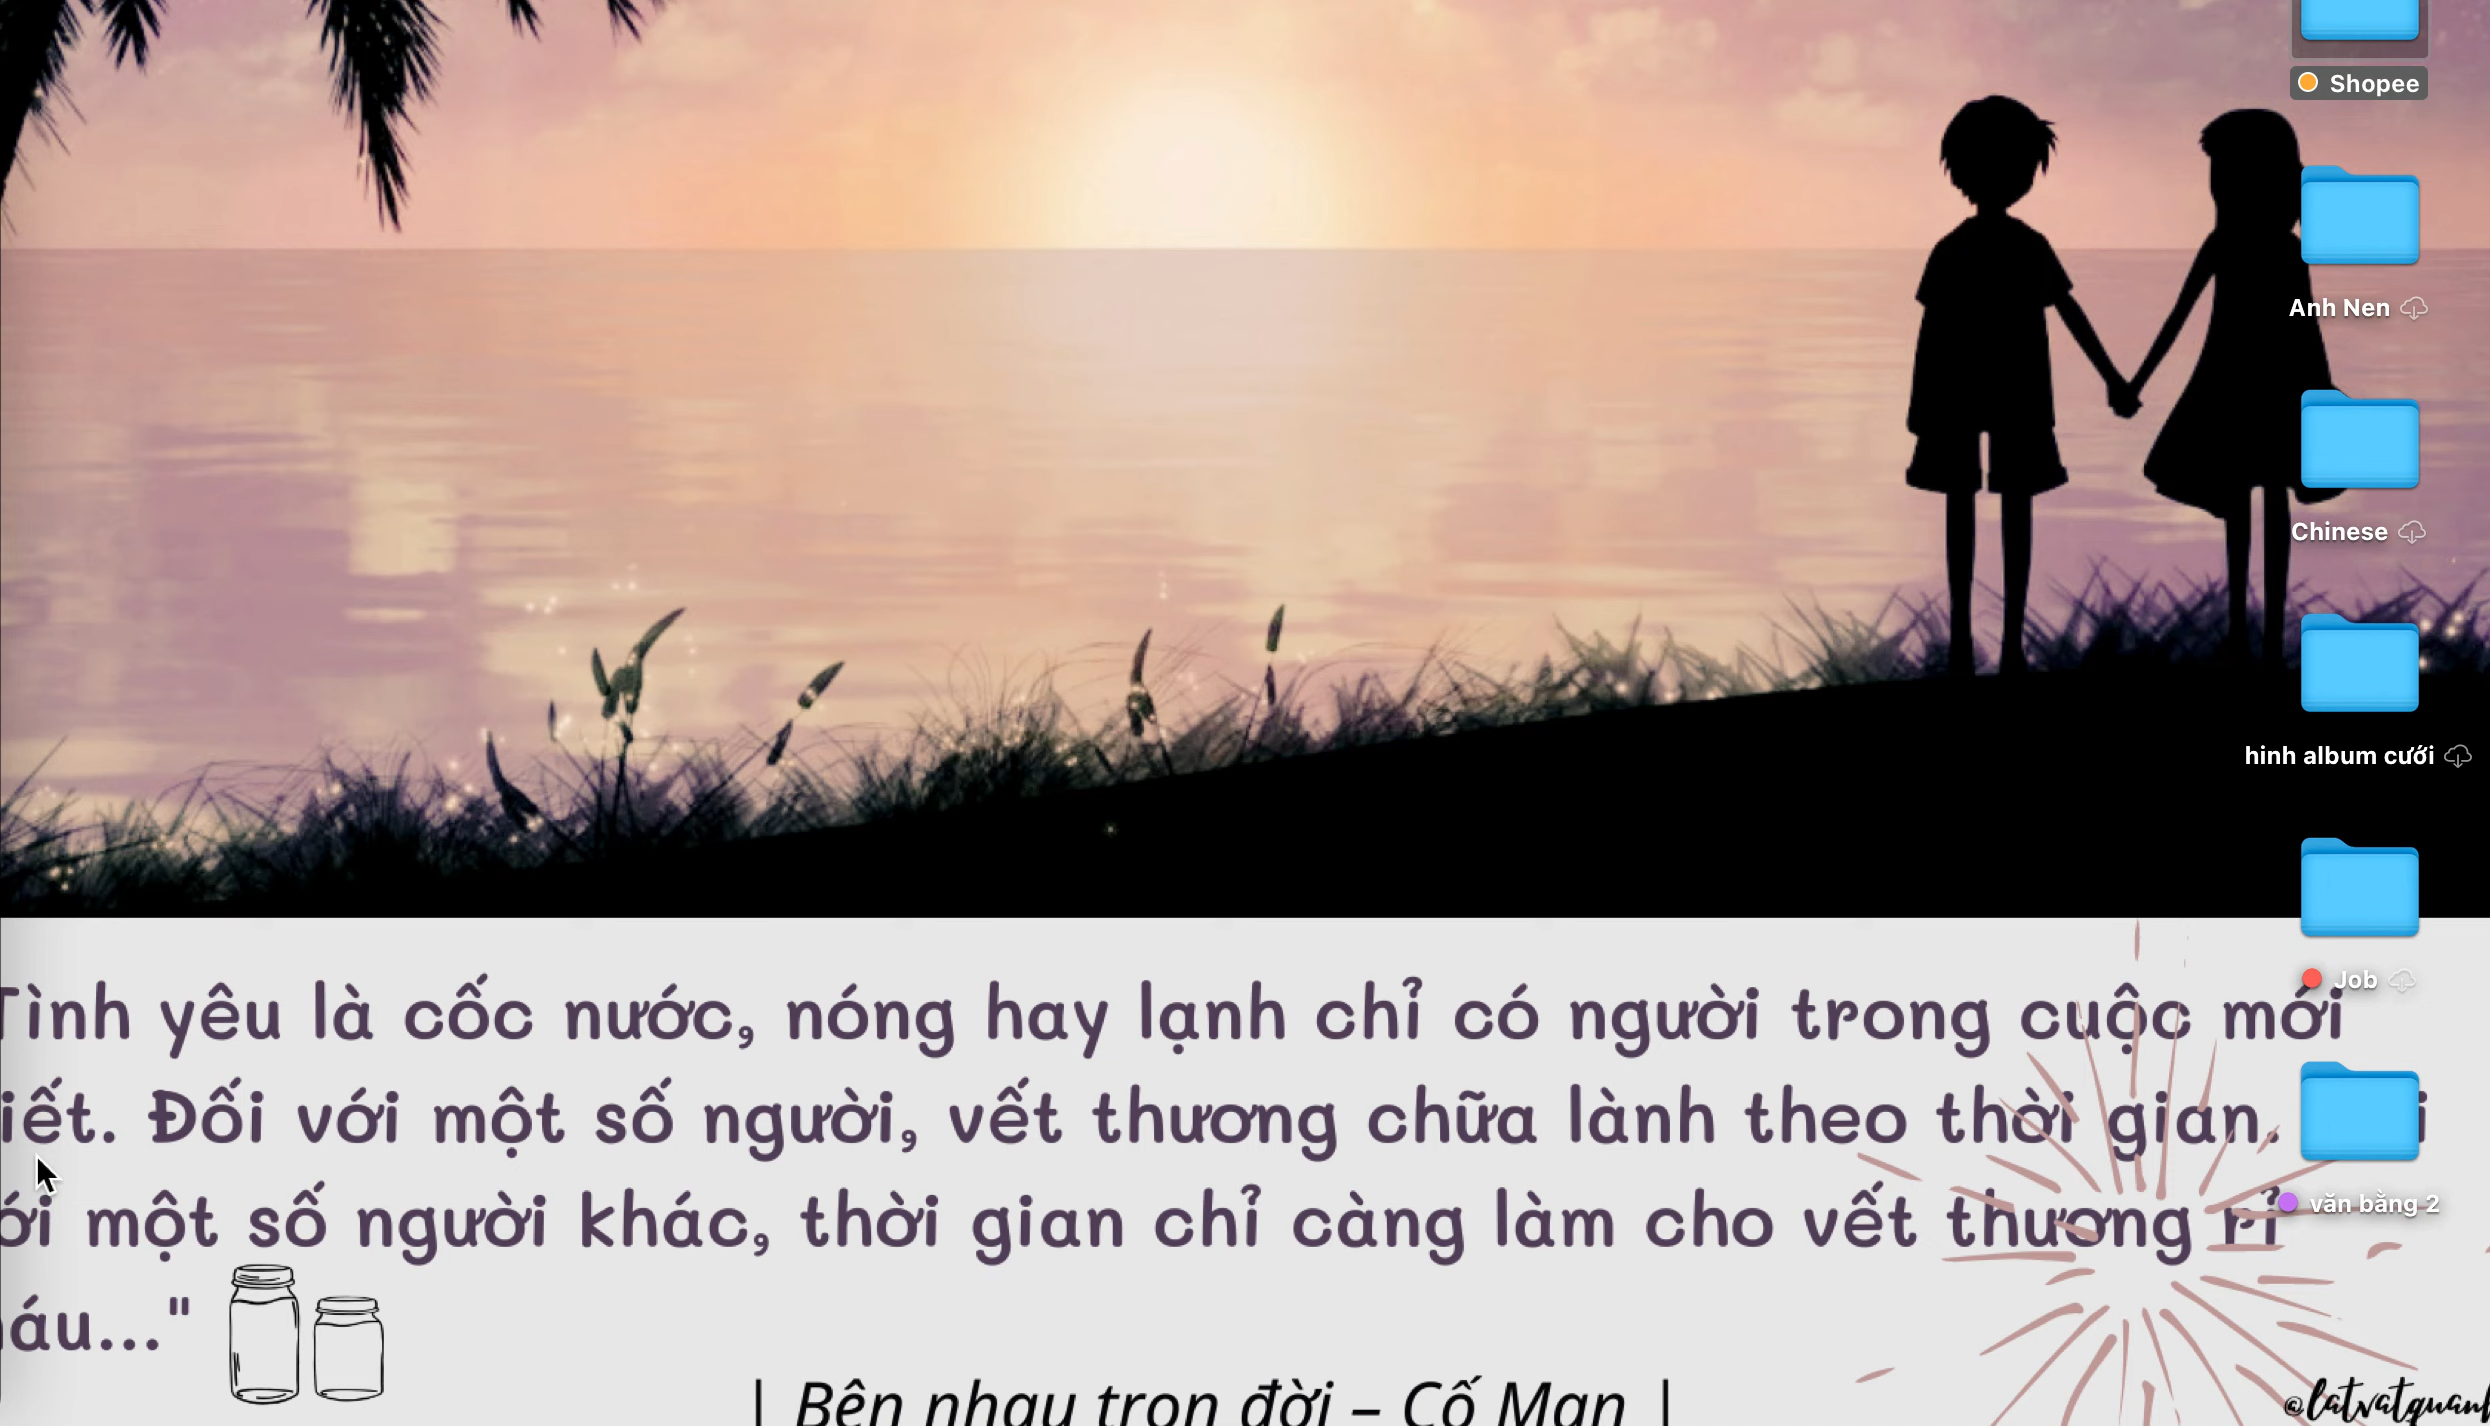 Shopee
Anh Nen
Chinese
hinh album cưới
Job
văn bằng 2
Tình yêu là cốc nước, nóng hay lạnh chỉ có người trong cuộc mới
iết. Đối với một số người, vết thương chữa lành theo thời gian. i
ới một số người khác, thời gian chỉ càng làm cho vết thương rỉ
áu..."
| Bên nhau trọn đời – Cố Mạn |
@latvatquanh